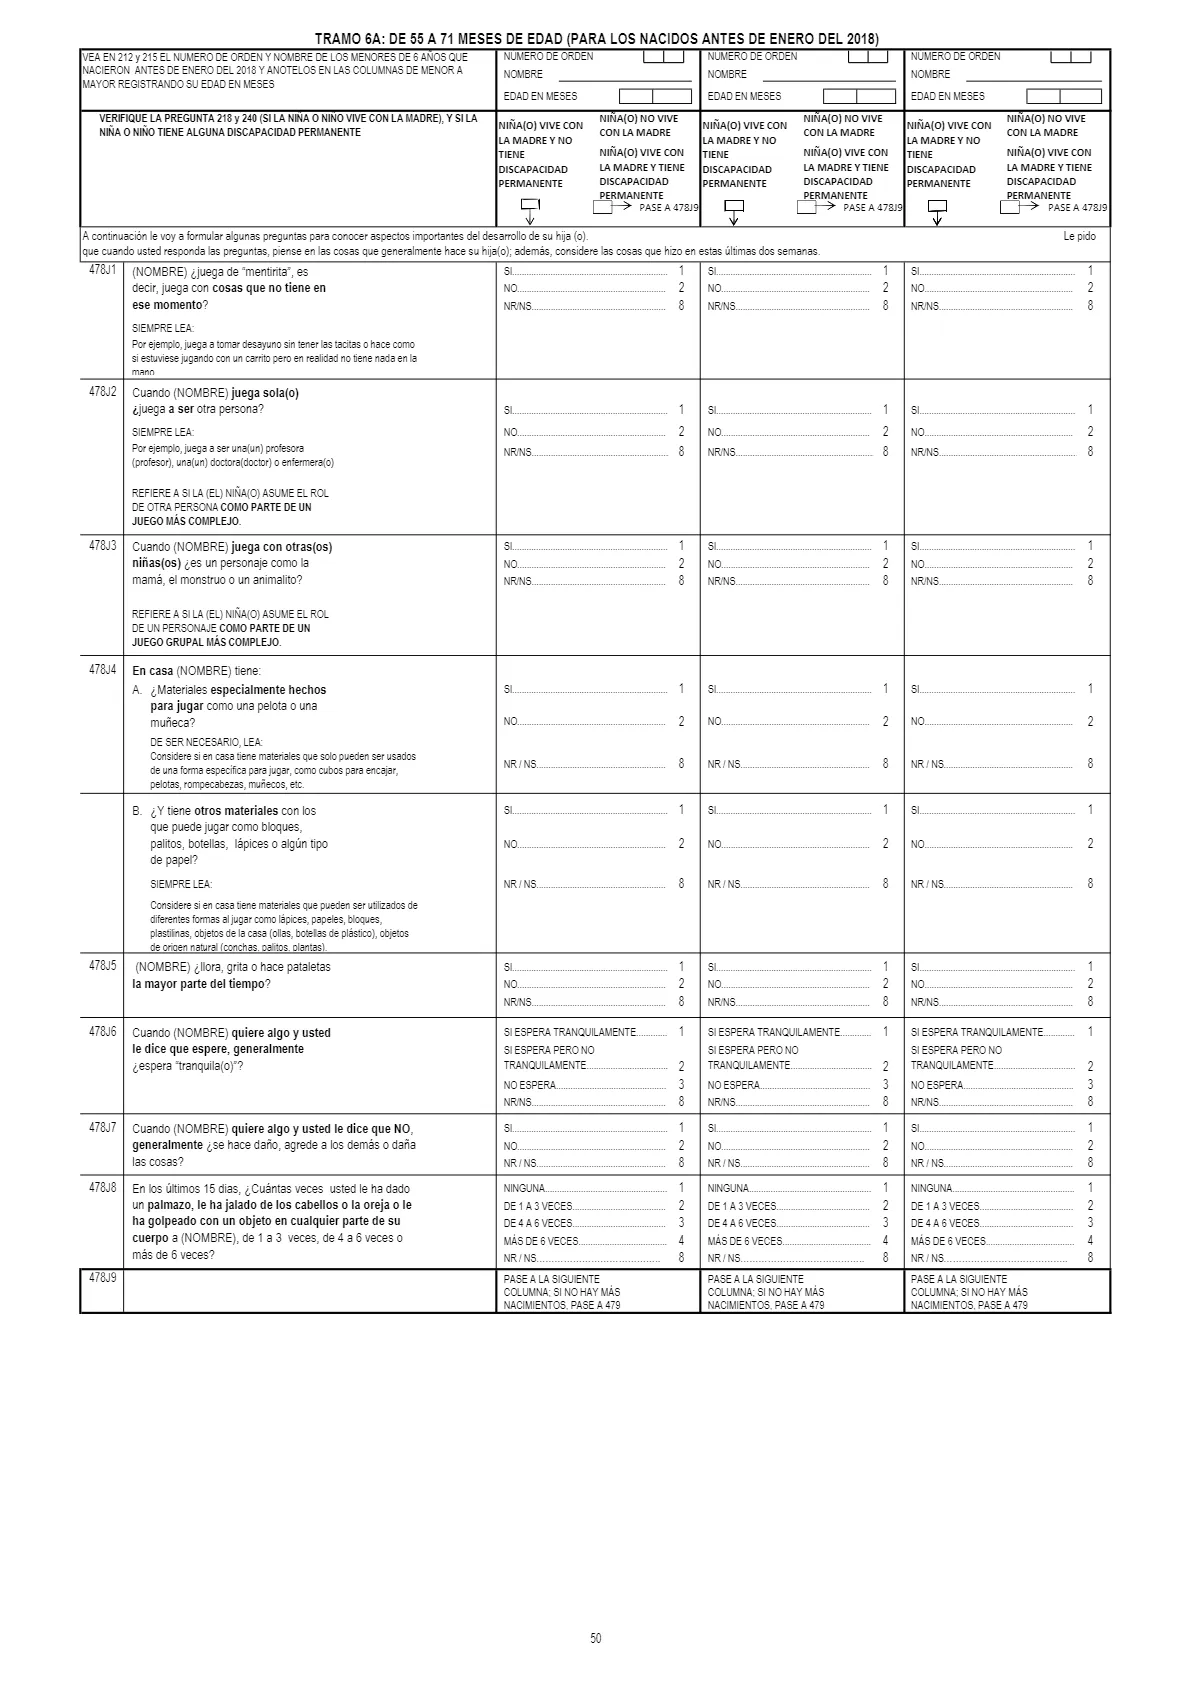 TRAMO 6A: DE 55 A 71 MESES DE EDAD (PARA LOS NACIDOS ANTES DE ENERO DEL 2018)
VEA EN 212 y 215 EL NUMERO DE ORDEN Y NOMBRE DE LOS MENORES DE 6 AÑOS QUE
NACIERON ANTES DE ENERO DEL 2018 Y ANOTELOS EN LAS COLUMNAS DE MENOR A
MAYOR REGISTRANDO SU EDAD EN MESES
NUMERO DE ORDEN
NOMBRE
EDAD EN MESES
NUMERO DE ORDEN
NOMBRE
EDAD EN MESES
NUMERO DE ORDEN
NOMBRE
EDAD EN MESES
VERIFIQUE LA PREGUNTA 218 y 240 (SI LA NIÑA O NIÑO VIVE CON LA MADRE), Y SI LA
NIÑA O NIÑO TIENE ALGUNA DISCAPACIDAD PERMANENTE
NIÑA(O) VIVE CON
LA MADRE Y NO
TIENE
DISCAPACIDAD
PERMANENTE
NIÑA(O) NO VIVE
CON LA MADRE
NIÑA(O) VIVE CON
LA MADRE Y TIENE
DISCAPACIDAD
PERMANENTE
PASE A 478J9
NIÑA(O) VIVE CON
LA MADRE Y NO
TIENE
DISCAPACIDAD
PERMANENTE
NIÑA(O) NO VIVE
CON LA MADRE
NIÑA(O) VIVE CON
LA MADRE Y TIENE
DISCAPACIDAD
PERMANENTE
PASE A 478J9
NIÑA(O) VIVE CON
LA MADRE Y NO
TIENE
DISCAPACIDAD
PERMANENTE
NIÑA(O) NO VIVE
CON LA MADRE
NIÑA(O) VIVE CON
LA MADRE Y TIENE
DISCAPACIDAD
PERMANENTE
PASE A 478J9
A continuación le voy a formular algunas preguntas para conocer aspectos importantes del desarrollo de su hija (o). Le pido
que cuando usted responda las preguntas, piense en las cosas que generalmente hace su hija(o); además, considere las cosas que hizo en estas últimas dos semanas.
478J1
(NOMBRE) ¿juega de “mentirita”, es
decir, juega con cosas que no tiene en
ese momento?
SIEMPRE LEA:
Por ejemplo, juega a tomar desayuno sin tener las tacitas o hace como
si estuviese jugando con un carrito pero en realidad no tiene nada en la
mano
SI 1 SI 1 SI 1
NO 2 NO 2 NO 2
NR/NS 8 NR/NS 8 NR/NS 8
478J2
Cuando (NOMBRE) juega sola(o)
¿juega a ser otra persona?
SIEMPRE LEA:
Por ejemplo, juega a ser una(un) profesora
(profesor), una(un) doctora(doctor) o enfermera(o)
REFIERE A SI LA (EL) NIÑA(O) ASUME EL ROL
DE OTRA PERSONA COMO PARTE DE UN
JUEGO MÁS COMPLEJO.
SI 1 SI 1 SI 1
NO 2 NO 2 NO 2
NR/NS 8 NR/NS 8 NR/NS 8
478J3
Cuando (NOMBRE) juega con otras(os)
niñas(os) ¿es un personaje como la
mamá, el monstruo o un animalito?
REFIERE A SI LA (EL) NIÑA(O) ASUME EL ROL
DE UN PERSONAJE COMO PARTE DE UN
JUEGO GRUPAL MÁS COMPLEJO.
SI 1 SI 1 SI 1
NO 2 NO 2 NO 2
NR/NS 8 NR/NS 8 NR/NS 8
478J4
En casa (NOMBRE) tiene:
A. ¿Materiales especialmente hechos
para jugar como una pelota o una
muñeca?
DE SER NECESARIO, LEA:
Considere si en casa tiene materiales que solo pueden ser usados
de una forma específica para jugar, como cubos para encajar,
pelotas, rompecabezas, muñecos, etc.
SI 1 SI 1 SI 1
NO 2 NO 2 NO 2
NR / NS 8 NR / NS 8 NR / NS 8
B. ¿Y tiene otros materiales con los
que puede jugar como bloques,
palitos, botellas, lápices o algún tipo
de papel?
SIEMPRE LEA:
Considere si en casa tiene materiales que pueden ser utilizados de
diferentes formas al jugar como lápices, papeles, bloques,
plastilinas, objetos de la casa (ollas, botellas de plástico), objetos
de origen natural (conchas, palitos, plantas).
SI 1 SI 1 SI 1
NO 2 NO 2 NO 2
NR / NS 8 NR / NS 8 NR / NS 8
478J5
(NOMBRE) ¿llora, grita o hace pataletas
la mayor parte del tiempo?
SI 1 SI 1 SI 1
NO 2 NO 2 NO 2
NR/NS 8 NR/NS 8 NR/NS 8
478J6
Cuando (NOMBRE) quiere algo y usted
le dice que espere, generalmente
¿espera “tranquila(o)”?
SI ESPERA TRANQUILAMENTE 1 SI ESPERA TRANQUILAMENTE 1 SI ESPERA TRANQUILAMENTE 1
SI ESPERA PERO NO SI ESPERA PERO NO SI ESPERA PERO NO
TRANQUILAMENTE 2 TRANQUILAMENTE 2 TRANQUILAMENTE 2
NO ESPERA 3 NO ESPERA 3 NO ESPERA 3
NR/NS 8 NR/NS 8 NR/NS 8
478J7
Cuando (NOMBRE) quiere algo y usted le dice que NO,
generalmente ¿se hace daño, agrede a los demás o daña
las cosas?
SI 1 SI 1 SI 1
NO 2 NO 2 NO 2
NR / NS 8 NR / NS 8 NR / NS 8
478J8
En los últimos 15 dias, ¿Cuántas veces usted le ha dado
un palmazo, le ha jalado de los cabellos o la oreja o le
ha golpeado con un objeto en cualquier parte de su
cuerpo a (NOMBRE), de 1 a 3 veces, de 4 a 6 veces o
más de 6 veces?
NINGUNA 1 NINGUNA 1 NINGUNA 1
DE 1 A 3 VECES 2 DE 1 A 3 VECES 2 DE 1 A 3 VECES 2
DE 4 A 6 VECES 3 DE 4 A 6 VECES 3 DE 4 A 6 VECES 3
MÁS DE 6 VECES 4 MÁS DE 6 VECES 4 MÁS DE 6 VECES 4
NR / NS 8 NR / NS 8 NR / NS 8
478J9
PASE A LA SIGUIENTE
COLUMNA; SI NO HAY MÁS
NACIMIENTOS, PASE A 479
PASE A LA SIGUIENTE
COLUMNA; SI NO HAY MÁS
NACIMIENTOS, PASE A 479
PASE A LA SIGUIENTE
COLUMNA; SI NO HAY MÁS
NACIMIENTOS, PASE A 479
50